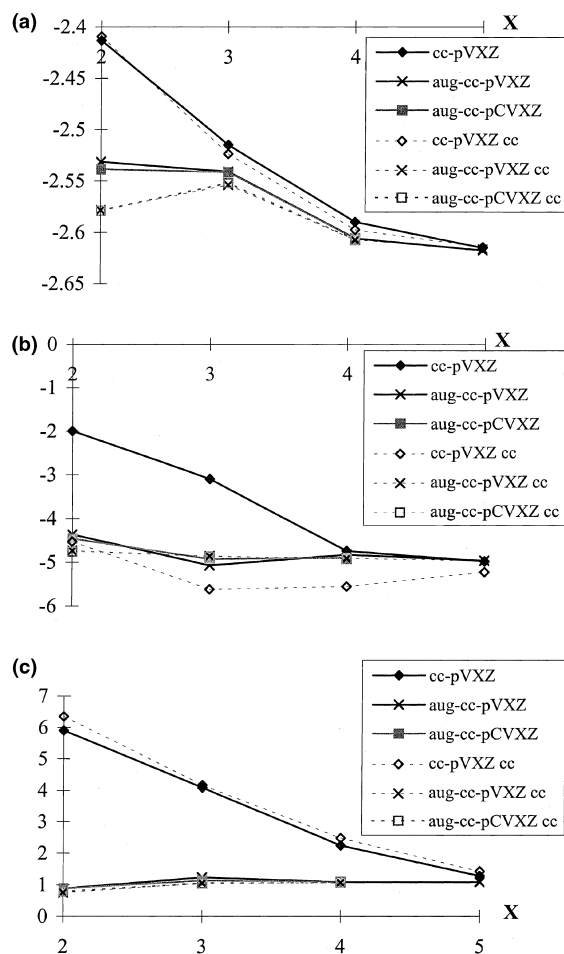 (a)
X
-2.4
2
3
4
5
-2.45
-2.5
-2.55
-2.6
-2.65
cc-pVXZ
aug-cc-pVXZ
aug-cc-pCVXZ
cc-pVXZ cc
aug-cc-pVXZ cc
aug-cc-pCVXZ cc
(b)
X
0
2
3
4
5
-1
-2
-3
-4
-5
-6
cc-pVXZ
aug-cc-pVXZ
aug-cc-pCVXZ
cc-pVXZ cc
aug-cc-pVXZ cc
aug-cc-pCVXZ cc
(c)
7
6
5
4
3
2
1
0
cc-pVXZ
aug-cc-pVXZ
aug-cc-pCVXZ
cc-pVXZ cc
aug-cc-pVXZ cc
aug-cc-pCVXZ cc
X
2
3
4
5